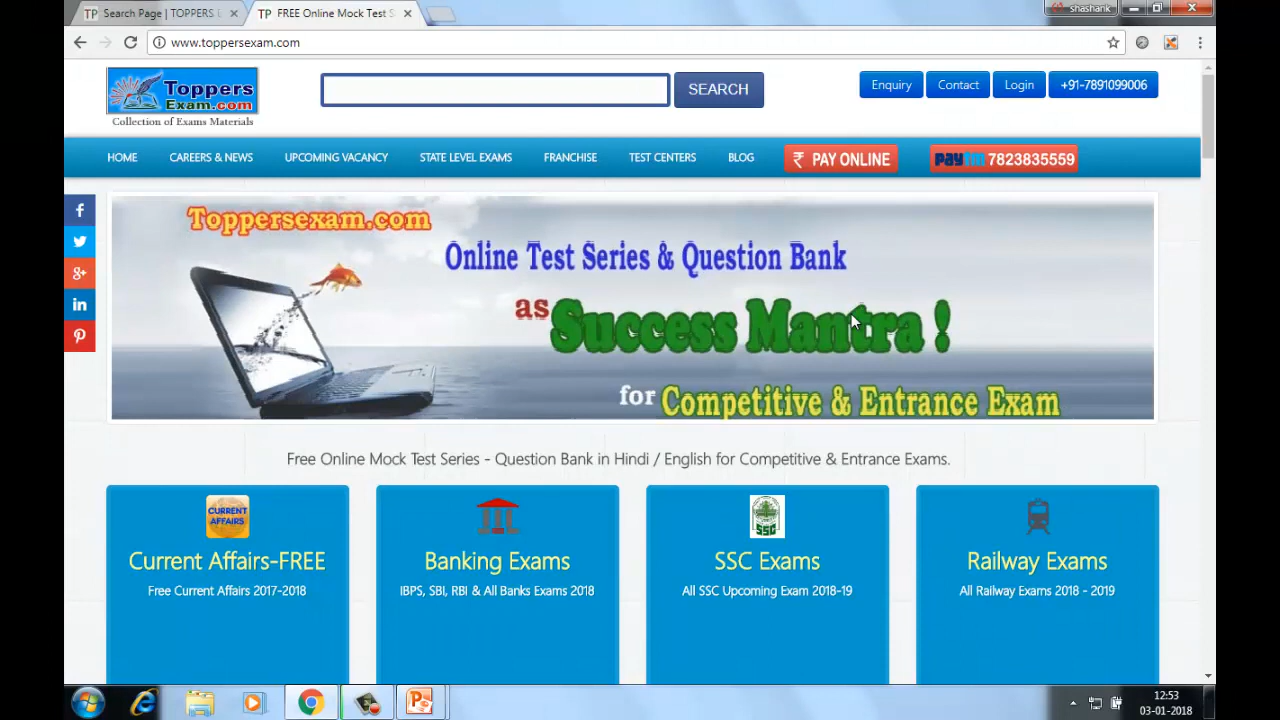 Search Page | TOPPERS
FREE Online Mock Test S
shashank
www.toppersexam.com
Toppers
Exam.com
Collection of Exams Materials
SEARCH
Enquiry
Contact
Login
+91-7891099006
HOME
CAREERS & NEWS
UPCOMING VACANCY
STATE LEVEL EXAMS
FRANCHISE
TEST CENTERS
BLOG
₹ PAY ONLINE
paytm 7823835559
Toppersexam.com
Online Test Series & Question Bank
as Success Mantra !
for Competitive & Entrance Exam
Free Online Mock Test Series - Question Bank in Hindi / English for Competitive & Entrance Exams.
CURRENT
AFFAIRS
Current Affairs-FREE
Free Current Affairs 2017-2018
Banking Exams
IBPS, SBI, RBI & All Banks Exams 2018
SSC
SSC Exams
All SSC Upcoming Exam 2018-19
Railway Exams
All Railway Exams 2018 - 2019
12:53
03-01-2018